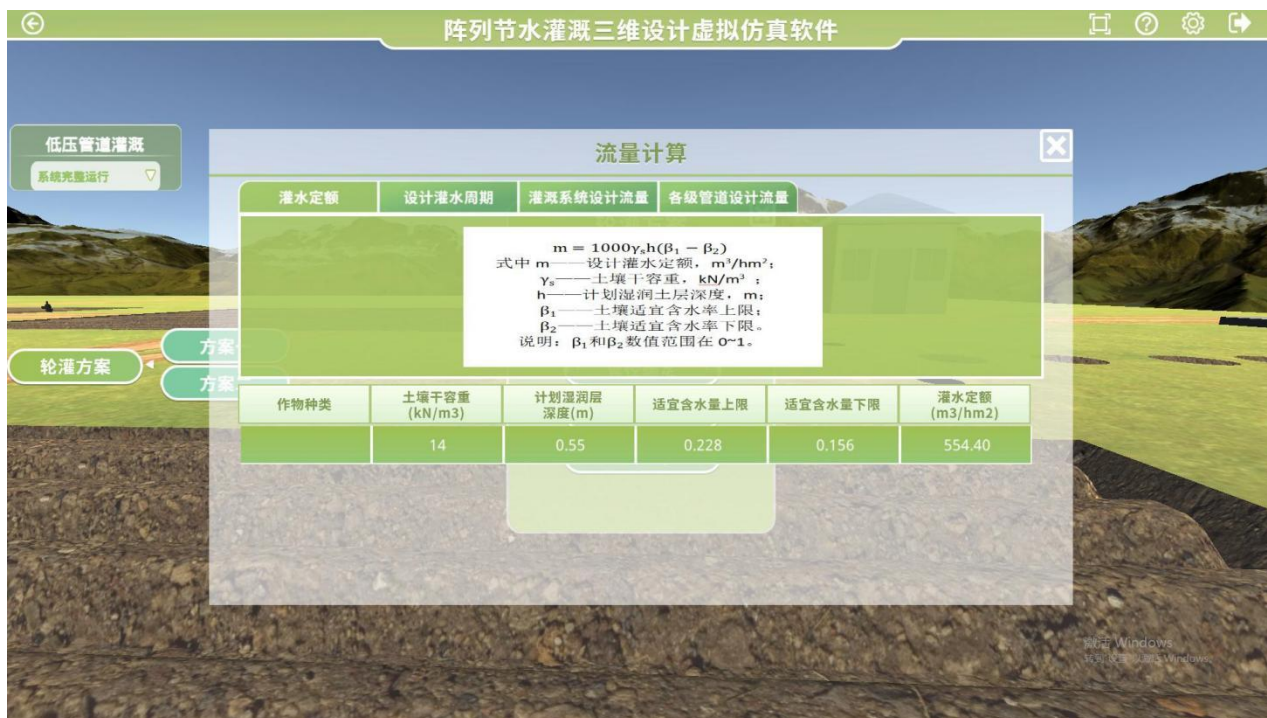 阵列节水灌溉三维设计虚拟仿真软件
低压管道灌溉
系统完整运行
流量计算
灌水定额 设计灌水周期 灌溉系统设计流量 各级管道设计流量
m = 1000γₛh(β₁ − β₂)
式中 m——设计灌水定额，m³/hm²；
γₛ——土壤干容重，kN/m³ ；
h——计划湿润土层深度，m；
β₁——土壤适宜含水率上限；
β₂——土壤适宜含水率下限。
说明：β₁和β₂数值范围在 0~1。
轮灌方案
方案
方案
作物种类 土壤干容重 (kN/m3) 计划湿润层 深度(m) 适宜含水量上限 适宜含水量下限 灌水定额 (m3/hm2)
14 0.55 0.228 0.156 554.40
激活 Windows